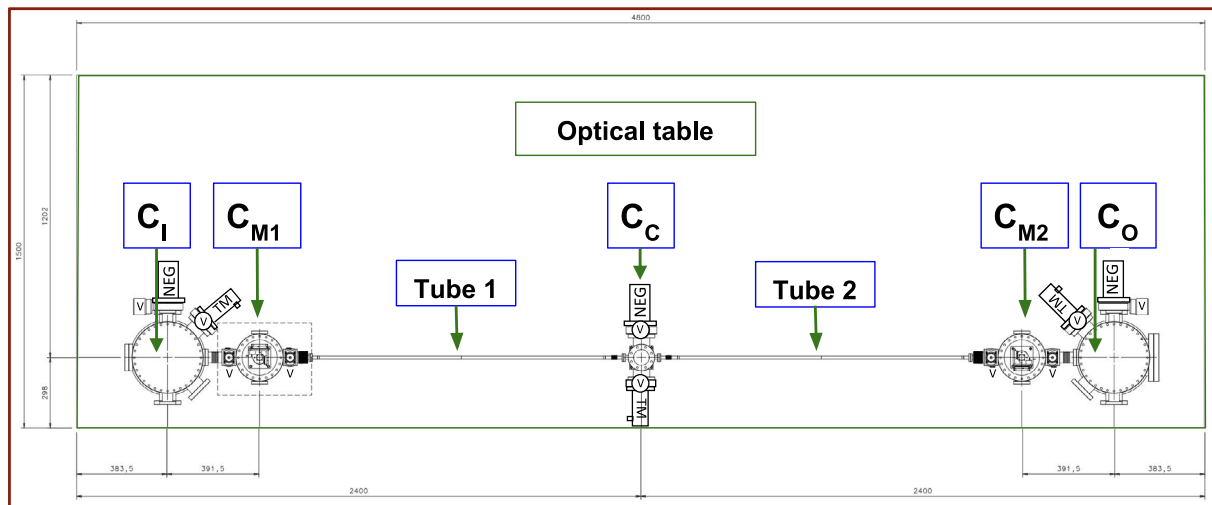 4800
Optical table
1202
1500
298
C_I
C_M1
C_C
C_M2
C_O
NEG
V
TM
V
Tube 1
NEG
V
Tube 2
TM
V
NEG
V
V
V
V
TM
V
V
383,5
391,5
391,5
383,5
2400
2400